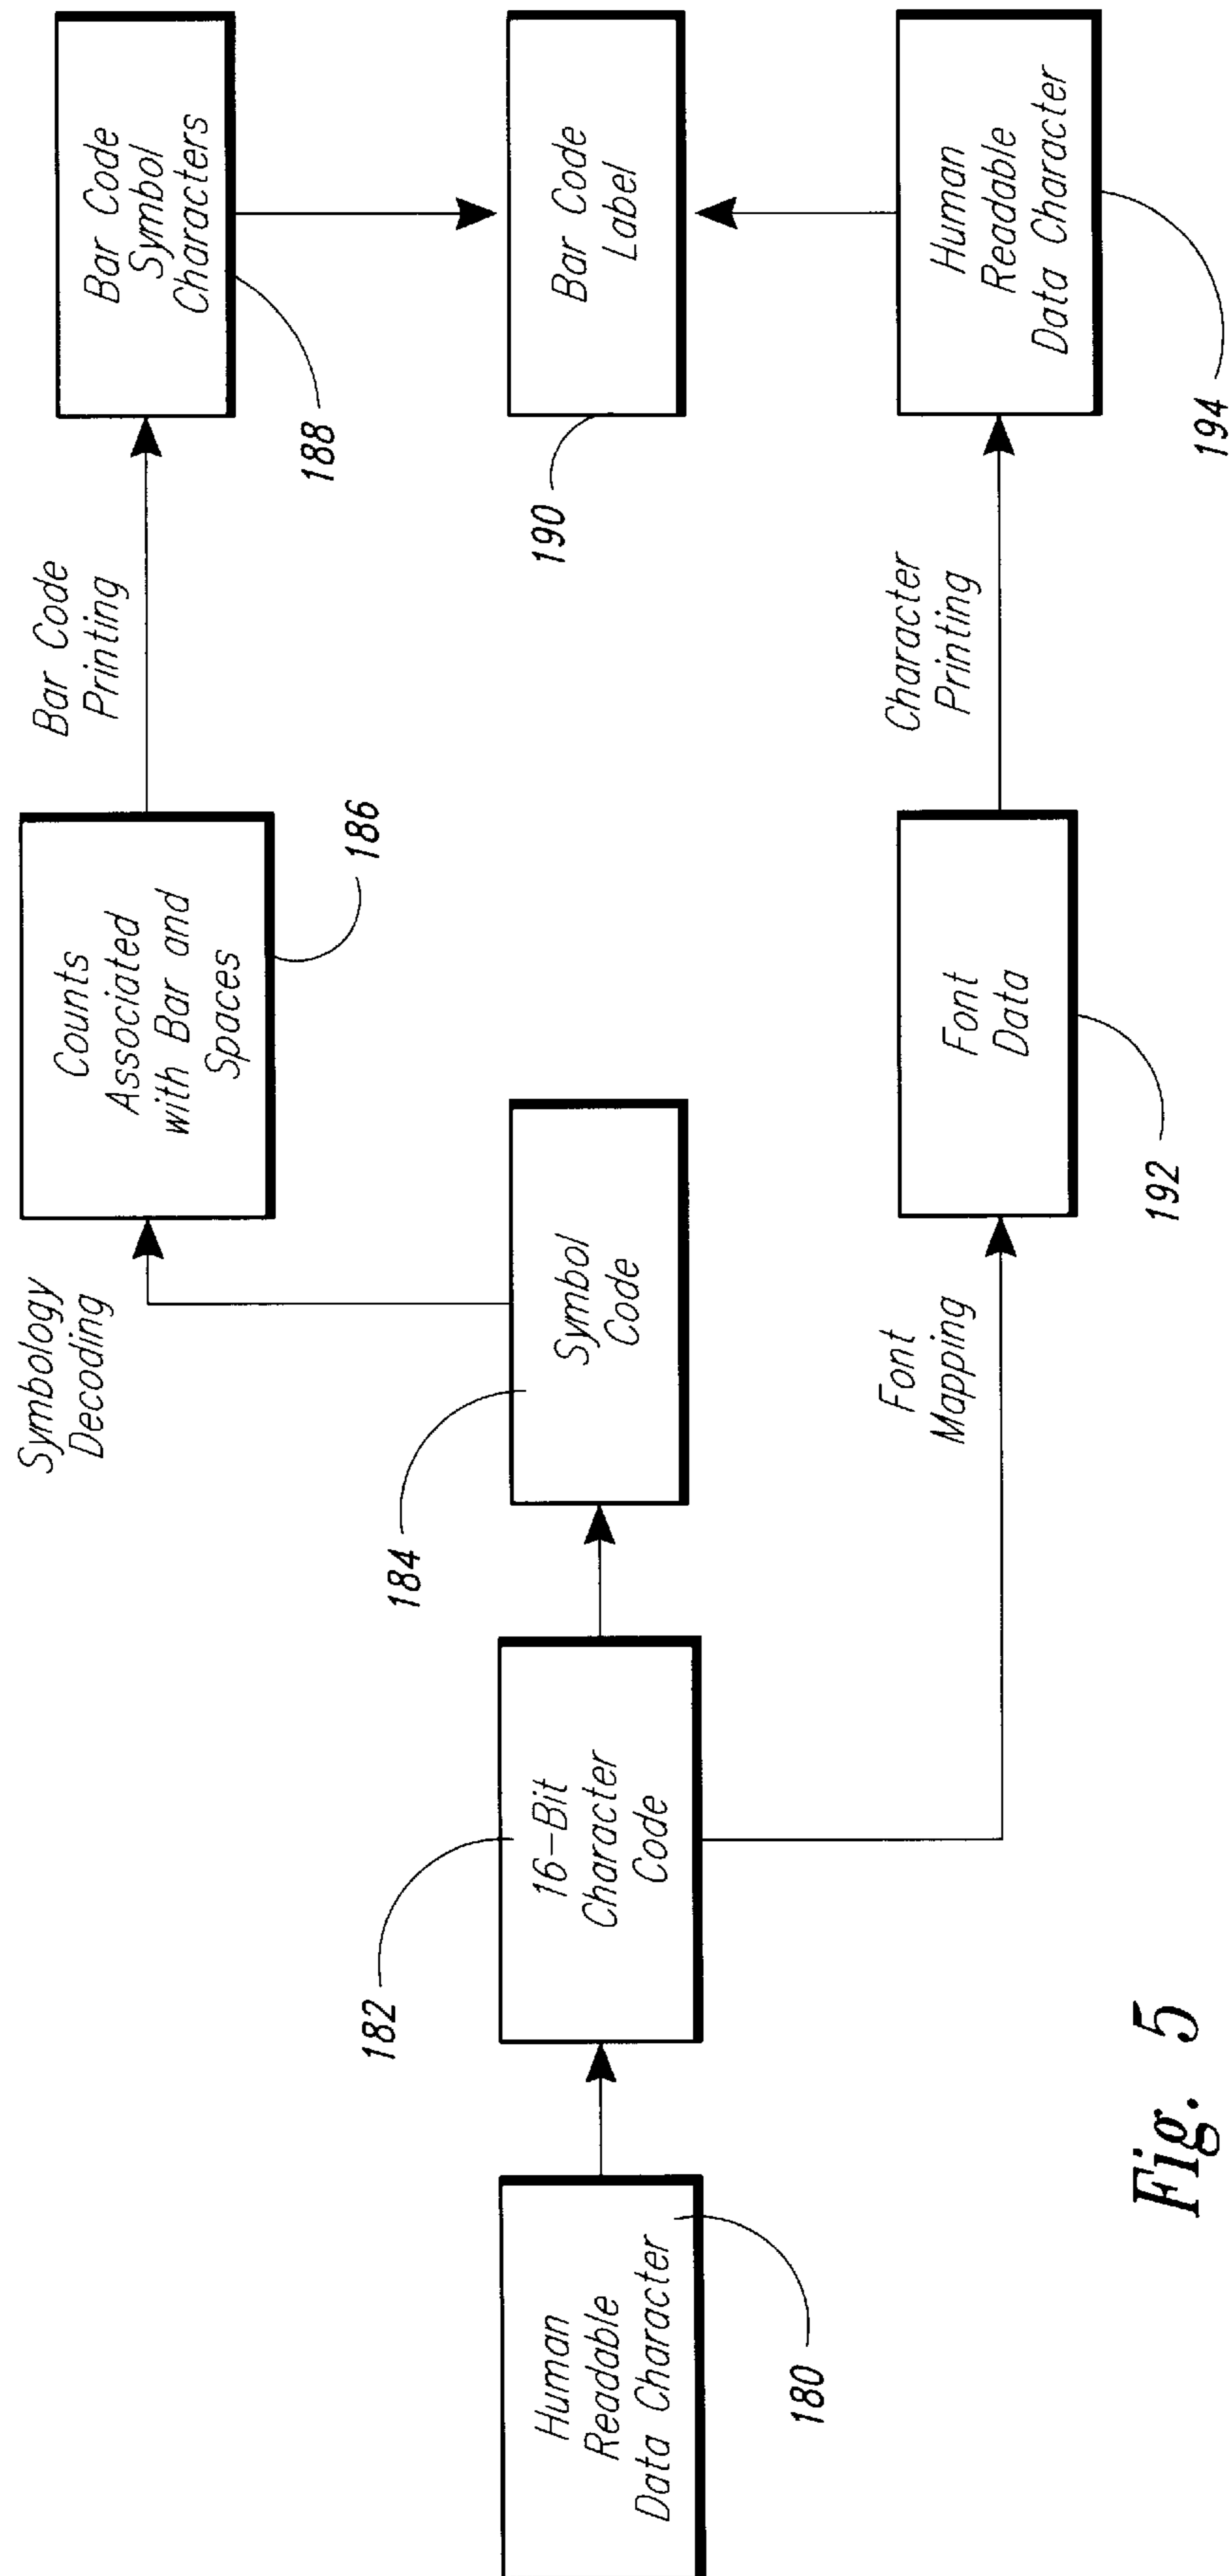 Human
Readable
Data Character
180
16-Bit
Character
Code
182
Symbol
Code
184
Symbology
Decoding
Counts
Associated
with Bar and
Spaces
186
Bar Code
Printing
Bar Code
Symbol
Characters
188
Bar Code
Label
190
Font
Mapping
Font
Data
192
Character
Printing
Human
Readable
Data Character
194
Fig. 5